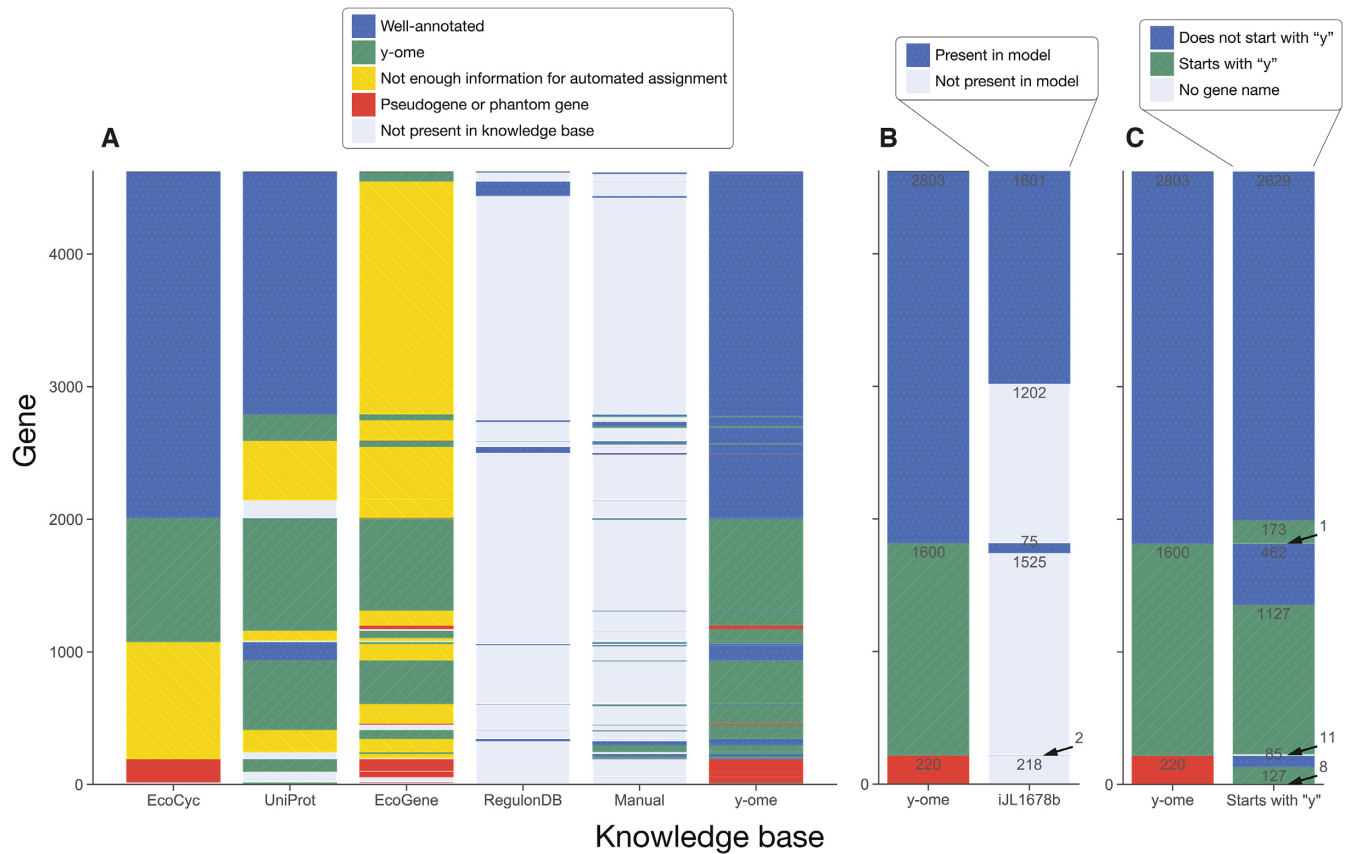 Well-annotated
y-ome
Not enough information for automated assignment
Pseudogene or phantom gene
Not present in knowledge base
Present in model
Not present in model
Does not start with “y”
Starts with “y”
No gene name
A
B
C
Gene
4000
3000
2000
1000
0
EcoCyc
UniProt
EcoGene
RegulonDB
Manual
y-ome
2803
1600
220
1601
1202
75
1525
2
218
0
y-ome
iJL1678b
2803
1600
220
2629
173
1
462
1127
11
85
8
127
0
y-ome
Starts with "y"
Knowledge base